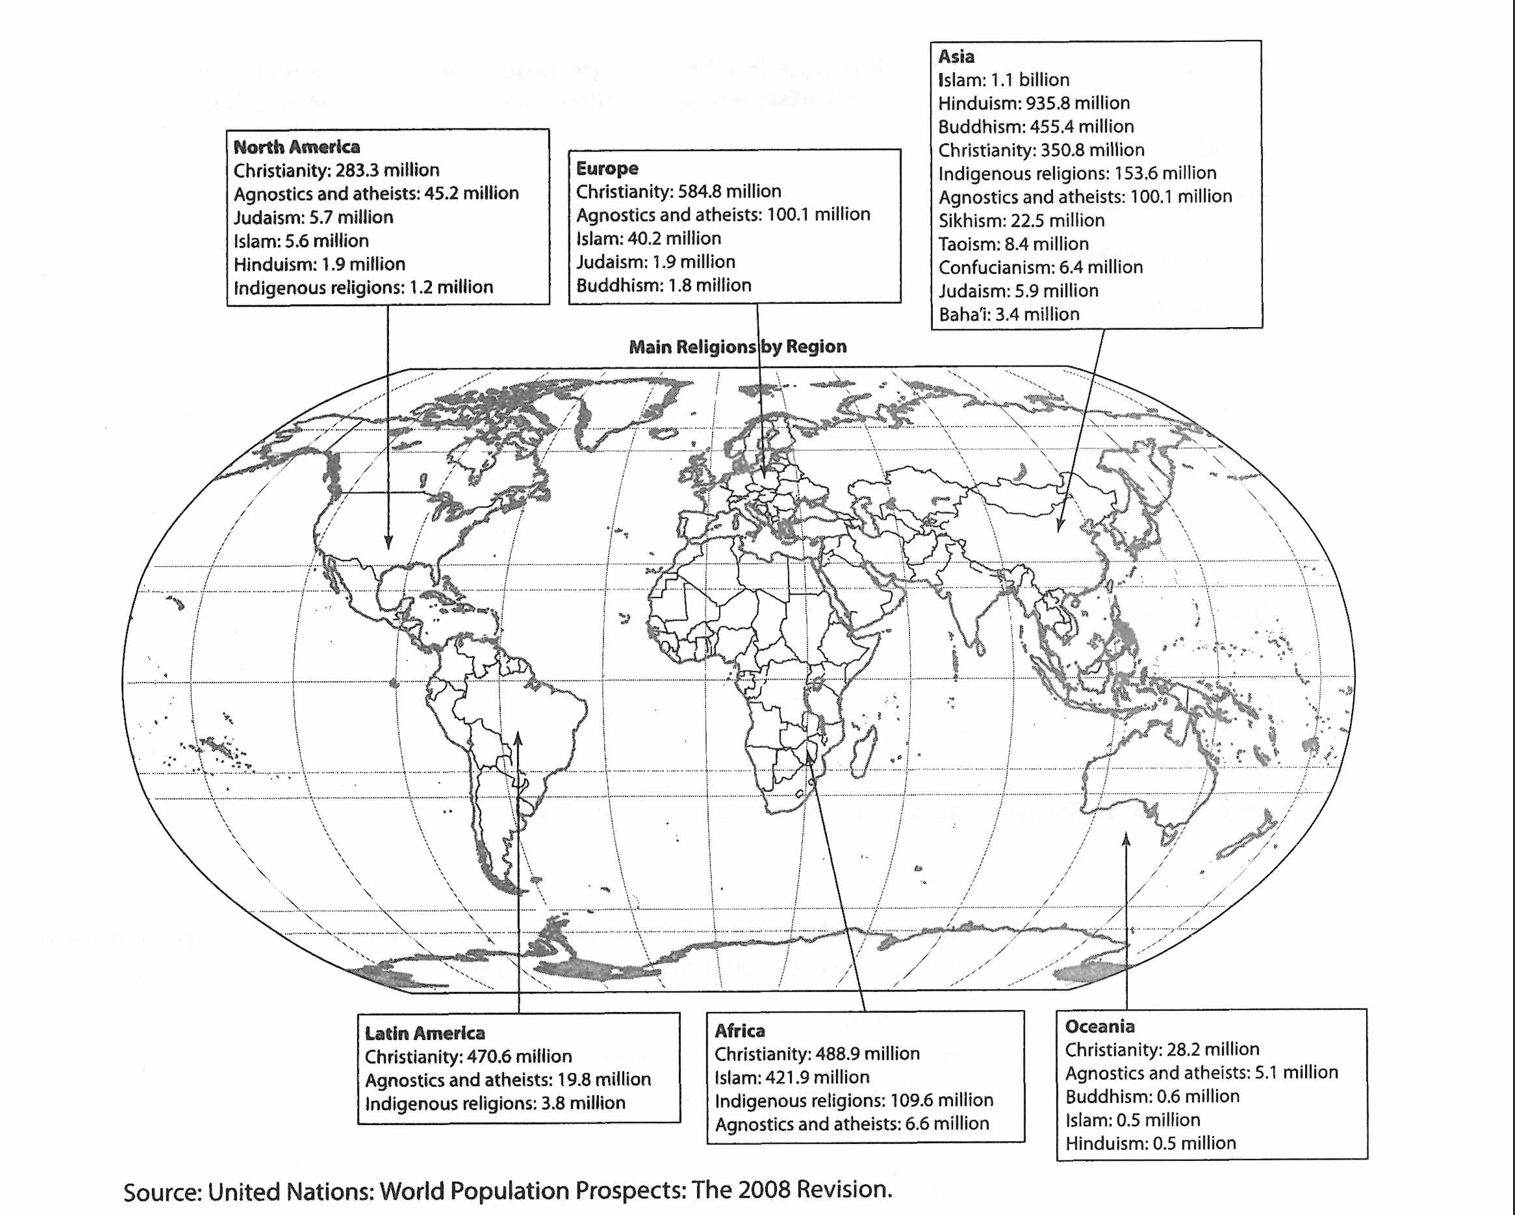 North America
Christianity: 283.3 million
Agnostics and atheists: 45.2 million
Judaism: 5.7 million
Islam: 5.6 million
Hinduism: 1.9 million
Indigenous religions: 1.2 million
Europe
Christianity: 584.8 million
Agnostics and atheists: 100.1 million
Islam: 40.2 million
Judaism: 1.9 million
Buddhism: 1.8 million
Asia
Islam: 1.1 billion
Hinduism: 935.8 million
Buddhism: 455.4 million
Christianity: 350.8 million
Indigenous religions: 153.6 million
Agnostics and atheists: 100.1 million
Sikhism: 22.5 million
Taoism: 8.4 million
Confucianism: 6.4 million
Judaism: 5.9 million
Baha'i: 3.4 million
Main Religions by Region
Latin America
Christianity: 470.6 million
Agnostics and atheists: 19.8 million
Indigenous religions: 3.8 million
Africa
Christianity: 488.9 million
Islam: 421.9 million
Indigenous religions: 109.6 million
Agnostics and atheists: 6.6 million
Oceania
Christianity: 28.2 million
Agnostics and atheists: 5.1 million
Buddhism: 0.6 million
Islam: 0.5 million
Hinduism: 0.5 million
Source: United Nations: World Population Prospects: The 2008 Revision.